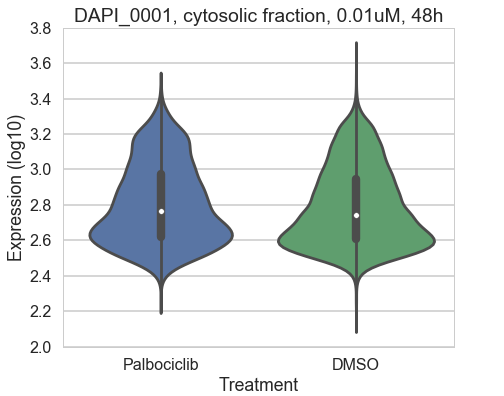 DAPI_0001, cytosolic fraction, 0.01uM, 48h
3.8
3.6
3.4
3.2
3.0
2.8
2.6
2.4
2.2
2.0
Expression (log10)
Palbociclib DMSO
Treatment